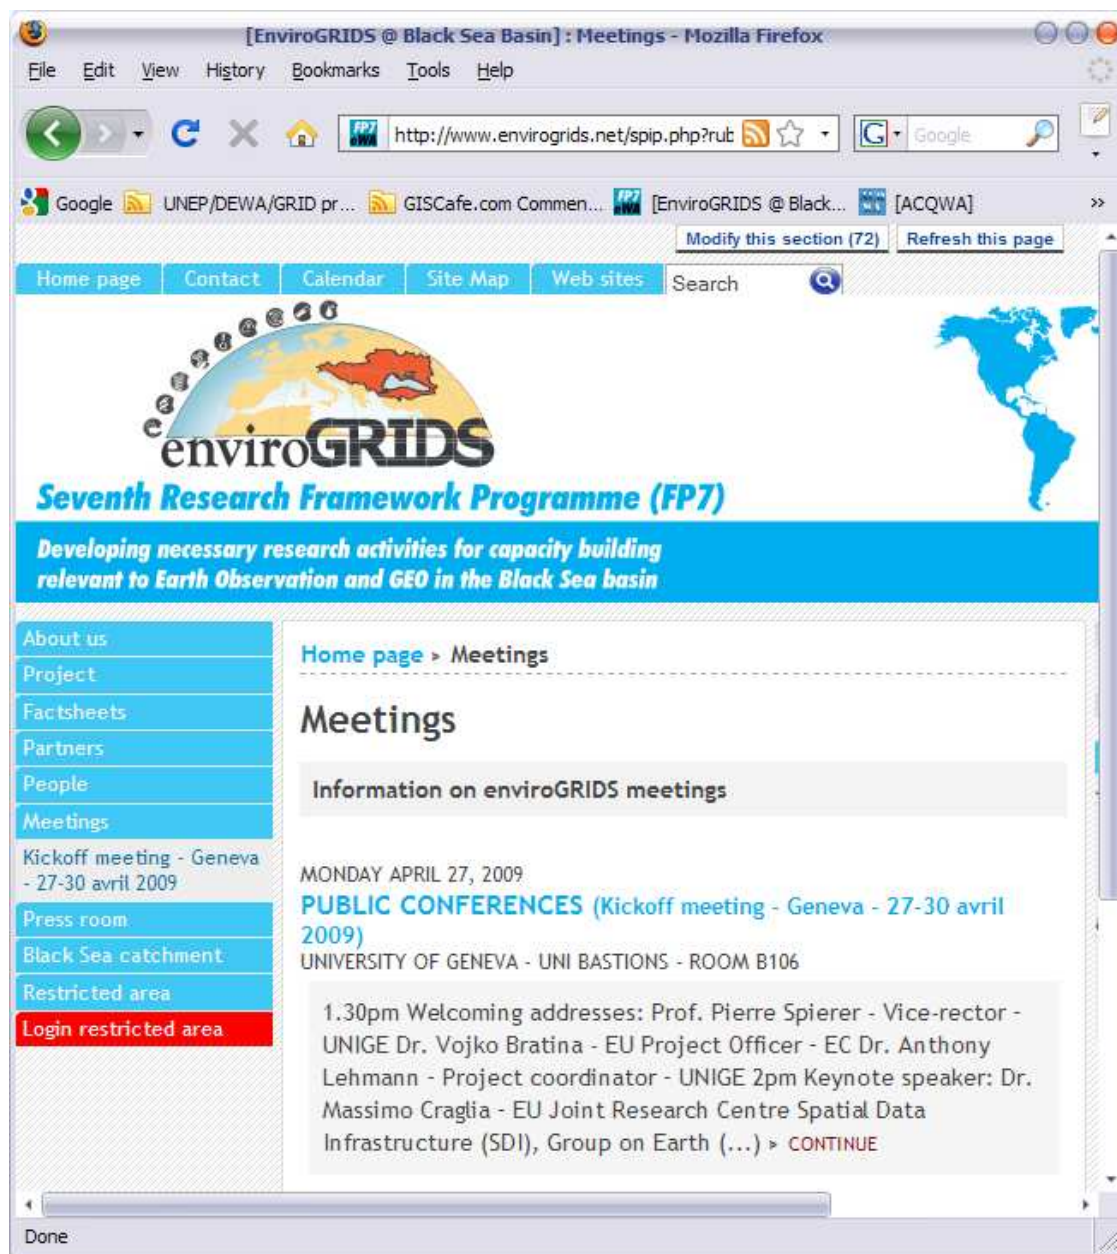 [EnviroGRIDS @ Black Sea Basin] : Meetings - Mozilla Firefox
File Edit View History Bookmarks Tools Help
http://www.envirogrids.net/spip.php?rub
G Google
Google UNEP/DEWA/GRID pr... GISCafe.com Commen... [EnviroGRIDS @ Black... [ACQWA] »
Modify this section (72) Refresh this page
Home page Contact Calendar Site Map Web sites Search
enviroGRIDS
Seventh Research Framework Programme (FP7)
Developing necessary research activities for capacity building
relevant to Earth Observation and GEO in the Black Sea basin
About us
Project
Factsheets
Partners
People
Meetings
Kickoff meeting - Geneva
- 27-30 avril 2009
Press room
Black Sea catchment
Restricted area
Login restricted area
Home page > Meetings
Meetings
Information on enviroGRIDS meetings
MONDAY APRIL 27, 2009
PUBLIC CONFERENCES (Kickoff meeting - Geneva - 27-30 avril
2009)
UNIVERSITY OF GENEVA - UNI BASTIONS - ROOM B106
1.30pm Welcoming addresses: Prof. Pierre Spierer - Vice-rector -
UNIGE Dr. Vojko Bratina - EU Project Officer - EC Dr. Anthony
Lehmann - Project coordinator - UNIGE 2pm Keynote speaker: Dr.
Massimo Craglia - EU Joint Research Centre Spatial Data
Infrastructure (SDI), Group on Earth (...) > CONTINUE
Done